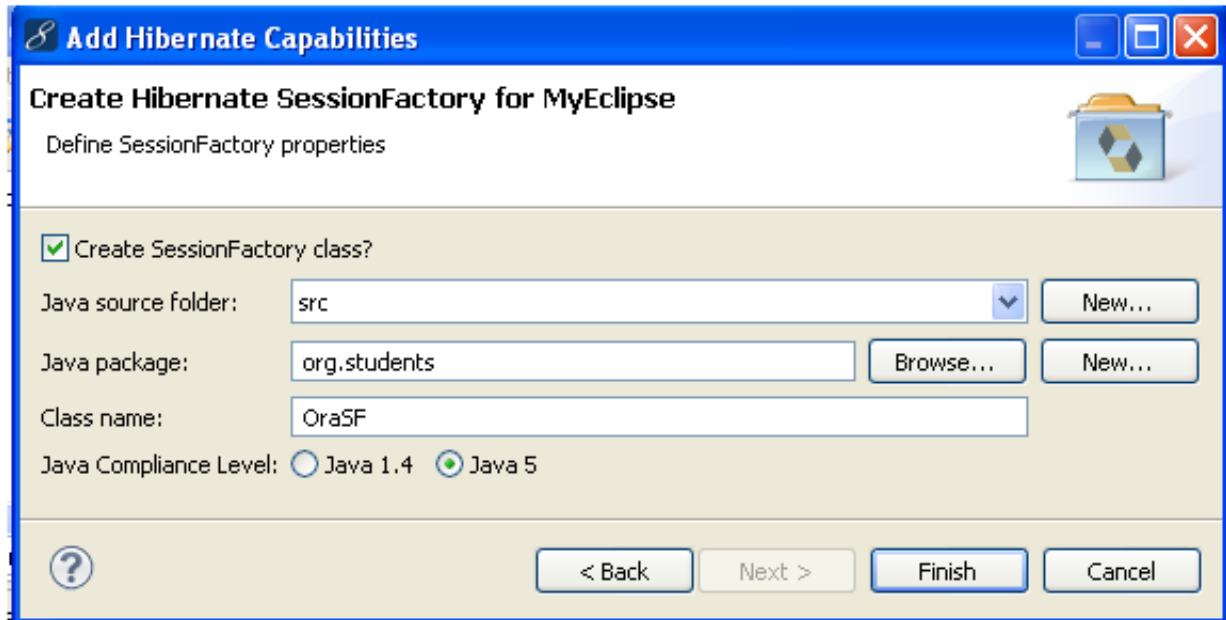 Add Hibernate Capabilities
Create Hibernate SessionFactory for MyEclipse
Define SessionFactory properties
Create SessionFactory class?
Java source folder: src New...
Java package: org.students Browse... New...
Class name: OraSF
Java Compliance Level: Java 1.4 Java 5
? < Back Next > Finish Cancel